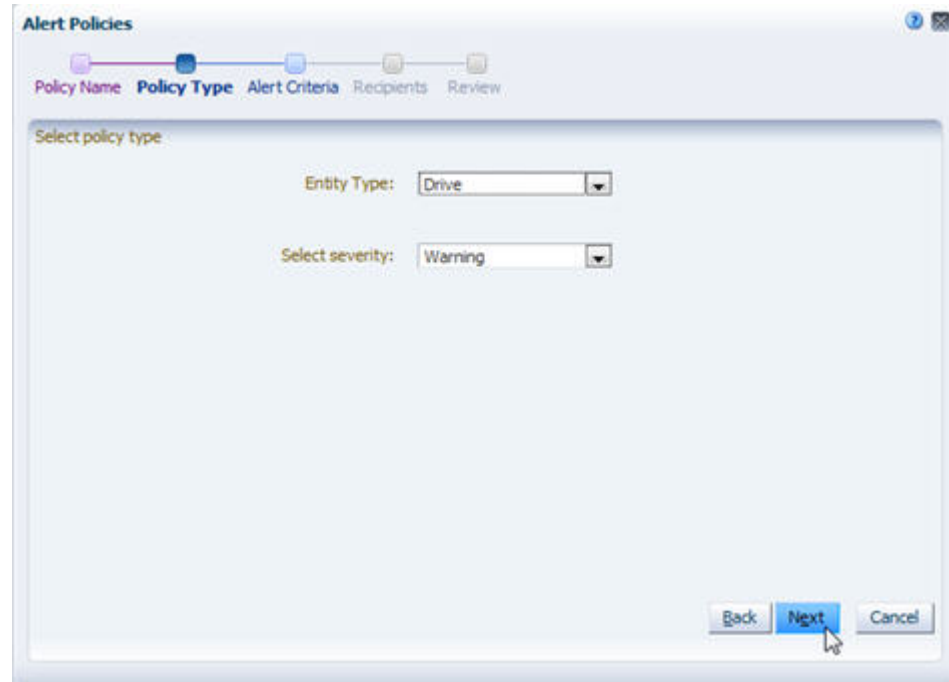 Alert Policies
Policy Name Policy Type Alert Criteria Recipients Review
Select policy type
Entity Type: Drive
Select severity: Warning
Back Next Cancel